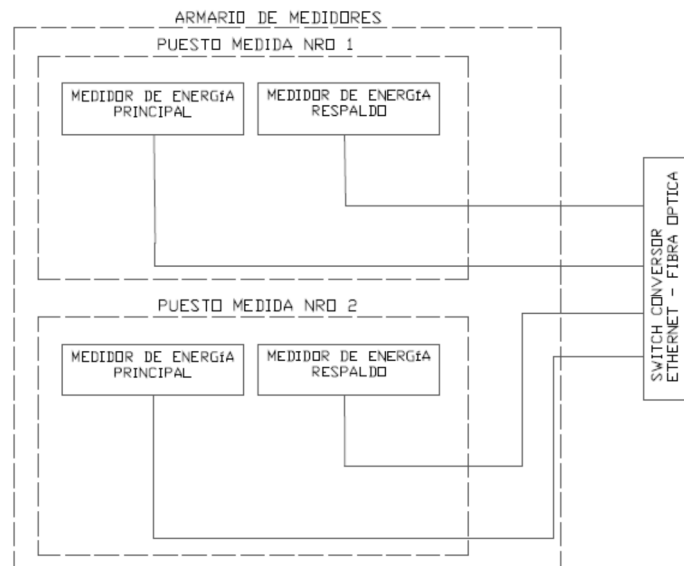 ARMARIO DE MEDIDORES
PUESTO MEDIDA NRO 1
MEDIDOR DE ENERGíA
PRINCIPAL
MEDIDOR DE ENERGíA
RESPALDO
SWITCH CONVERSOR
ETHERNET - FIBRA OPTICA
PUESTO MEDIDA NRO 2
MEDIDOR DE ENERGíA
PRINCIPAL
MEDIDOR DE ENERGíA
RESPALDO